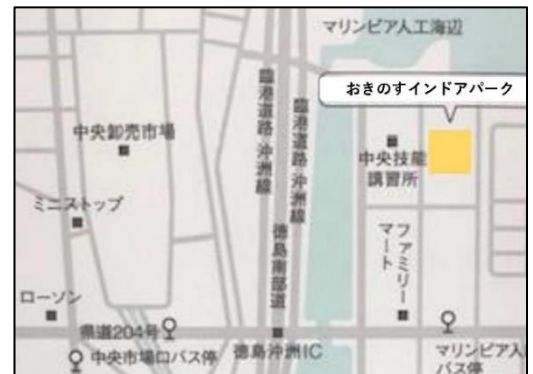 マリンピア人工海辺
おきのすインドアパーク
臨港道路 沖洲線
臨港道路 沖洲線
中央卸売市場
中央技能
講習所
ミニストップ
徳島南部道
ファミリー
マート
ローソン
県道204号
中央市場口バス停
徳島沖洲IC
マリンピア入
バス停